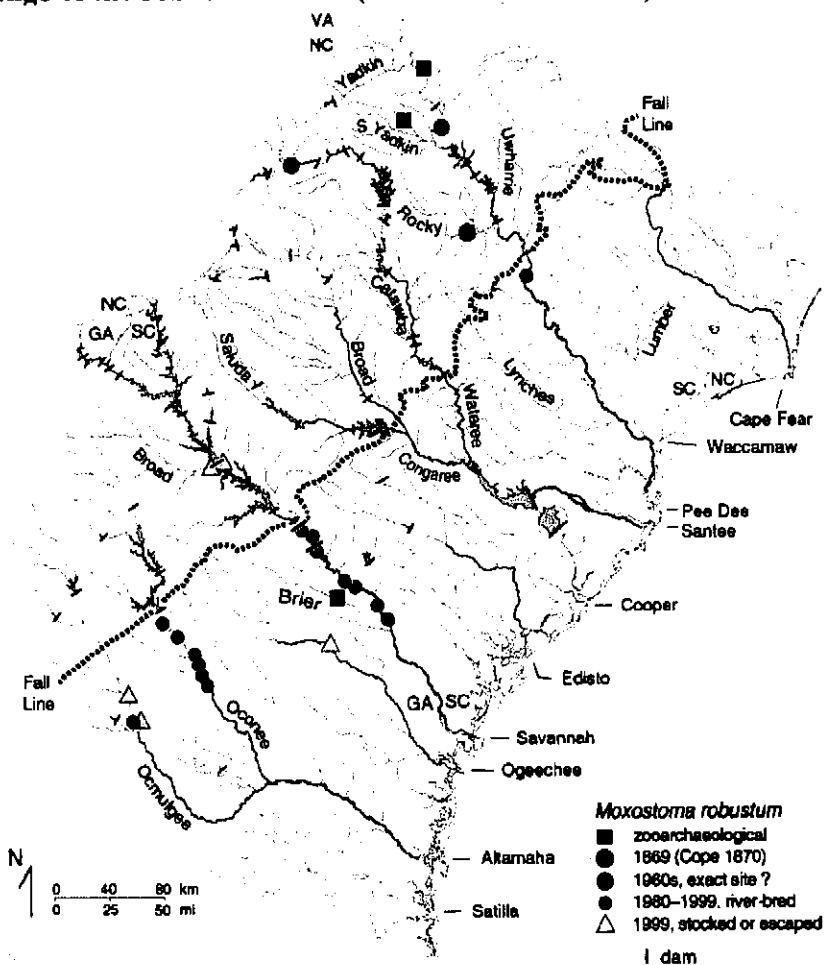 VA
NC
Yadkin
Fall
Line
S Yadkin
Uwharrie
Rocky
Catawba
NC
GA
SC
Saluda
Broad
Lumber
Lynches
SC
NC
Cape Fear
Wateree
Waccamaw
Broad
Congaree
Pee Dee
Santee
Brier
Cooper
Edisto
Fall
Line
GA
SC
Oconee
Savannah
Ogeechee
Ocmulgee
Moxostoma robustum
zooarchaeological
1869 (Cope 1870)
1960s, exact site ?
1980–1999, river-bred
1999, stocked or escaped
dam
Altamaha
N
0 40 80 km
0 25 50 mi
Satilla